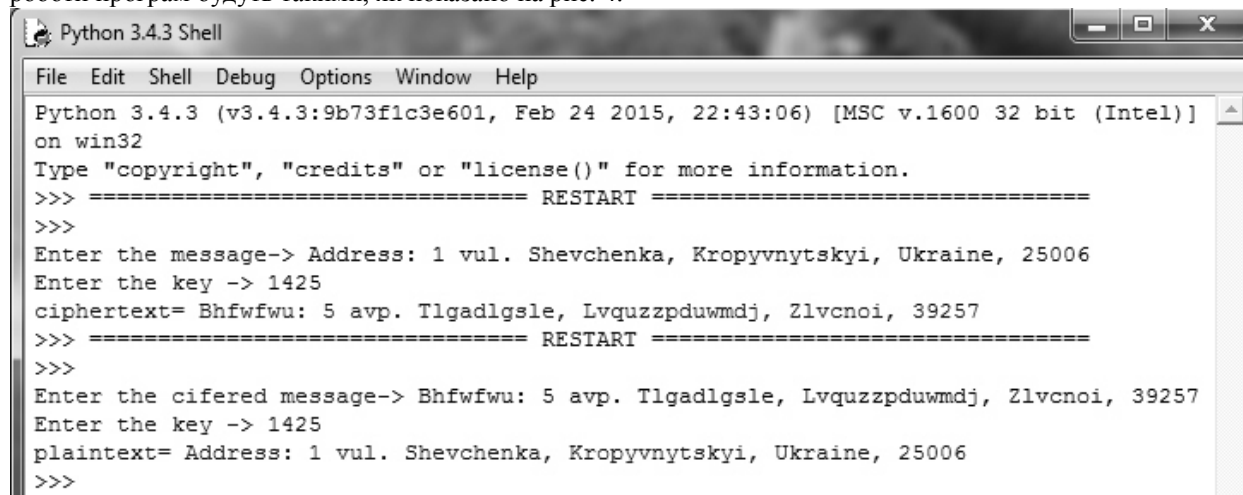 роботи програм будуть такими, як показано на рис. 4.
Python 3.4.3 Shell
File Edit Shell Debug Options Window Help
Python 3.4.3 (v3.4.3:9b73f1c3e601, Feb 24 2015, 22:43:06) [MSC v.1600 32 bit (Intel)]
on win32
Type "copyright", "credits" or "license()" for more information.
>>> ================================ RESTART ================================
>>>
Enter the message-> Address: 1 vul. Shevchenka, Kropyvnytskyi, Ukraine, 25006
Enter the key -> 1425
ciphertext= Bhfwfwu: 5 avp. Tlgadlgsle, Lvquzzpduwmdj, Zlvcnoi, 39257
>>> ================================ RESTART ================================
>>>
Enter the cifered message-> Bhfwfwu: 5 avp. Tlgadlgsle, Lvquzzpduwmdj, Zlvcnoi, 39257
Enter the key -> 1425
plaintext= Address: 1 vul. Shevchenka, Kropyvnytskyi, Ukraine, 25006
>>>